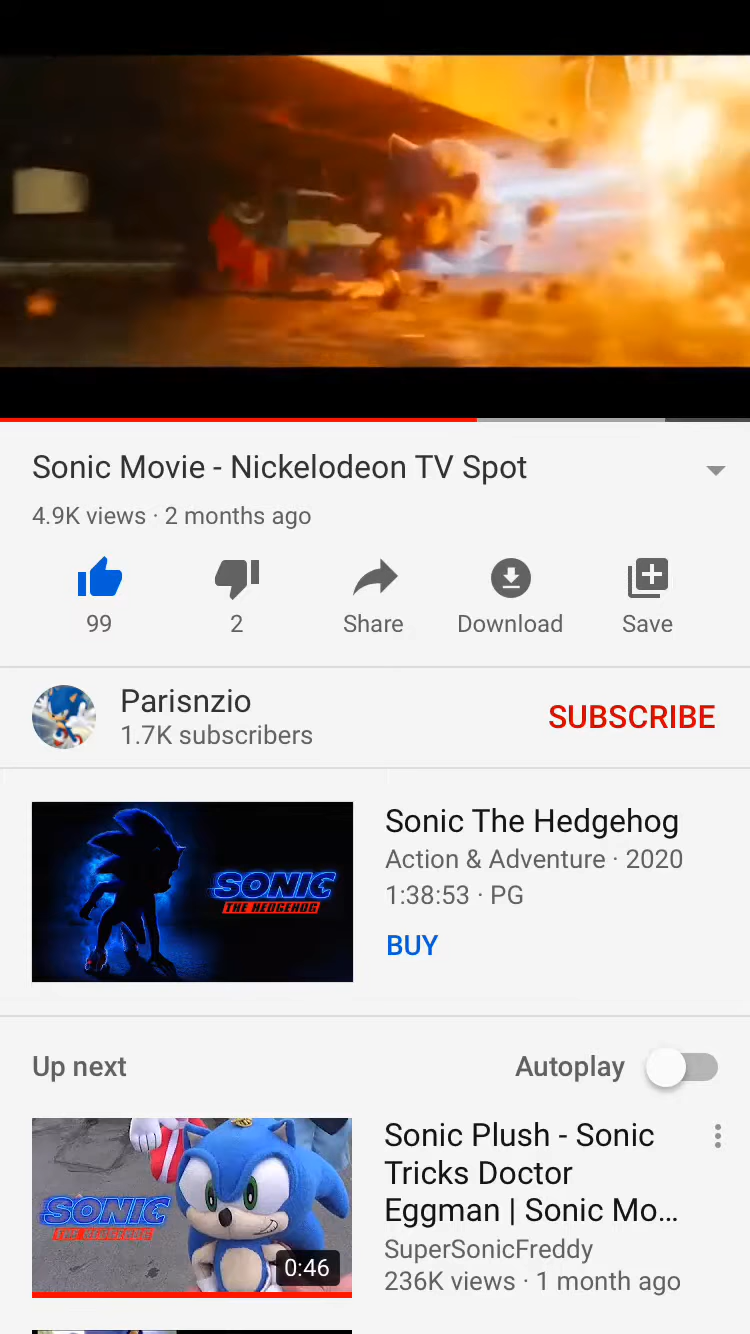 Sonic Movie - Nickelodeon TV Spot
4.9K views · 2 months ago
99
2
Share
Download
Save
Parisnzio
1.7K subscribers
SUBSCRIBE
SONIC
THE HEDGEHOG
Sonic The Hedgehog
Action & Adventure · 2020
1:38:53 · PG
BUY
Up next
Autoplay
SONIC
THE HEDGEHOG
0:46
Sonic Plush - Sonic
Tricks Doctor
Eggman | Sonic Mo...
SuperSonicFreddy
236K views · 1 month ago